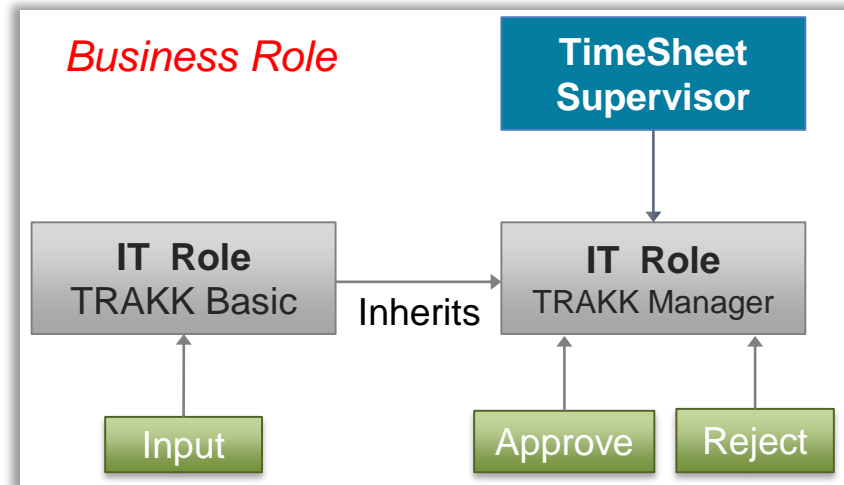 Business Role
TimeSheet
Supervisor
IT Role
TRAKK Basic
Inherits
IT Role
TRAKK Manager
Input
Approve
Reject